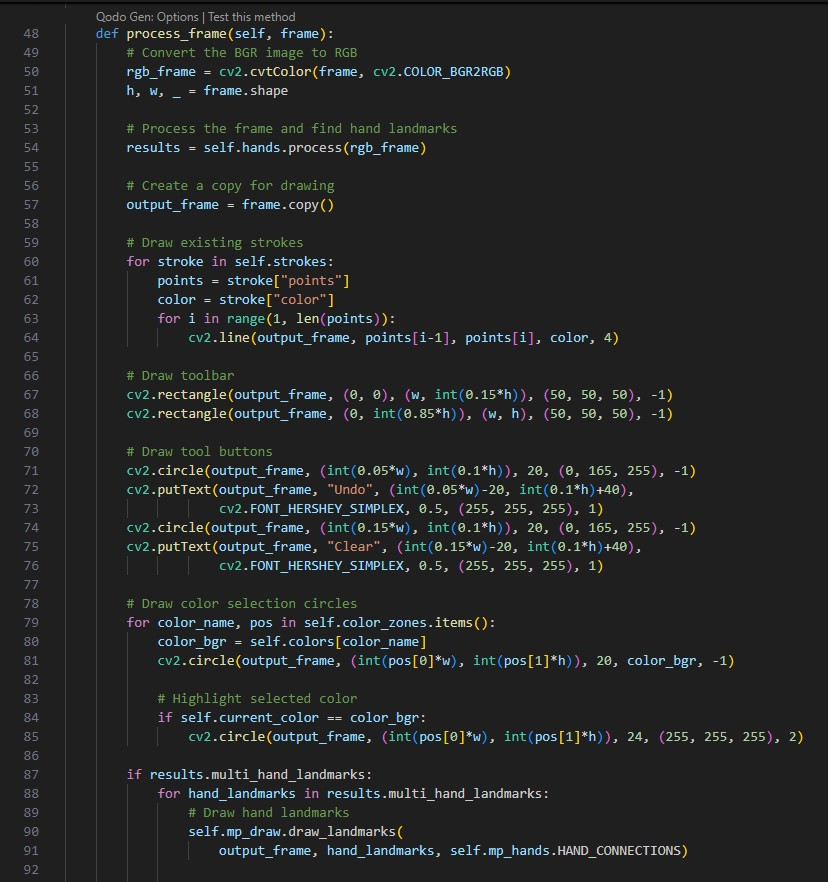 Qodo Gen: Options | Test this method
48 def process_frame(self, frame):
49 # Convert the BGR image to RGB
50 rgb_frame = cv2.cvtColor(frame, cv2.COLOR_BGR2RGB)
51 h, w, _ = frame.shape
52
53 # Process the frame and find hand landmarks
54 results = self.hands.process(rgb_frame)
55
56 # Create a copy for drawing
57 output_frame = frame.copy()
58
59 # Draw existing strokes
60 for stroke in self.strokes:
61 points = stroke["points"]
62 color = stroke["color"]
63 for i in range(1, len(points)):
64 cv2.line(output_frame, points[i-1], points[i], color, 4)
65
66 # Draw toolbar
67 cv2.rectangle(output_frame, (0, 0), (w, int(0.15*h)), (50, 50, 50), -1)
68 cv2.rectangle(output_frame, (0, int(0.85*h)), (w, h), (50, 50, 50), -1)
69
70 # Draw tool buttons
71 cv2.circle(output_frame, (int(0.05*w), int(0.1*h)), 20, (0, 165, 255), -1)
72 cv2.putText(output_frame, "Undo", (int(0.05*w)-20, int(0.1*h)+40),
73 cv2.FONT_HERSHEY_SIMPLEX, 0.5, (255, 255, 255), 1)
74 cv2.circle(output_frame, (int(0.15*w), int(0.1*h)), 20, (0, 165, 255), -1)
75 cv2.putText(output_frame, "Clear", (int(0.15*w)-20, int(0.1*h)+40),
76 cv2.FONT_HERSHEY_SIMPLEX, 0.5, (255, 255, 255), 1)
77
78 # Draw color selection circles
79 for color_name, pos in self.color_zones.items():
80 color_bgr = self.colors[color_name]
81 cv2.circle(output_frame, (int(pos[0]*w), int(pos[1]*h)), 20, color_bgr, -1)
82
83 # Highlight selected color
84 if self.current_color == color_bgr:
85 cv2.circle(output_frame, (int(pos[0]*w), int(pos[1]*h)), 24, (255, 255, 255), 2)
86
87 if results.multi_hand_landmarks:
88 for hand_landmarks in results.multi_hand_landmarks:
89 # Draw hand landmarks
90 self.mp_draw.draw_landmarks(
91 output_frame, hand_landmarks, self.mp_hands.HAND_CONNECTIONS)
92